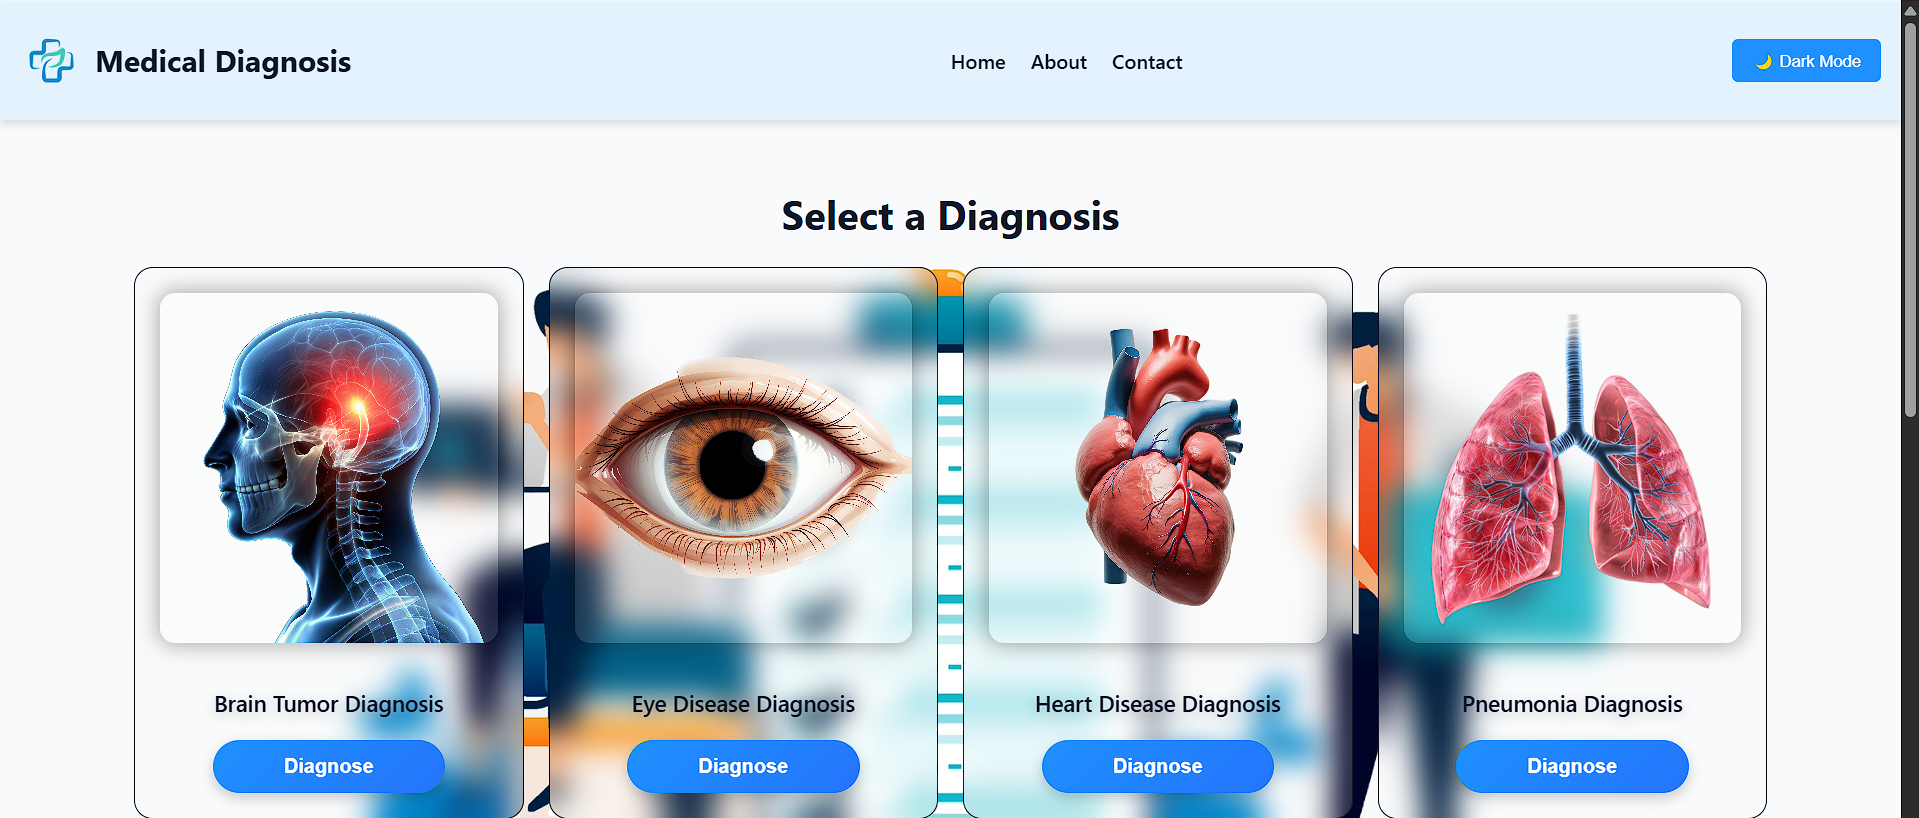 Medical Diagnosis
Home About Contact
🌙 Dark Mode
Select a Diagnosis
Brain Tumor Diagnosis
Eye Disease Diagnosis
Heart Disease Diagnosis
Pneumonia Diagnosis
Diagnose
Diagnose
Diagnose
Diagnose